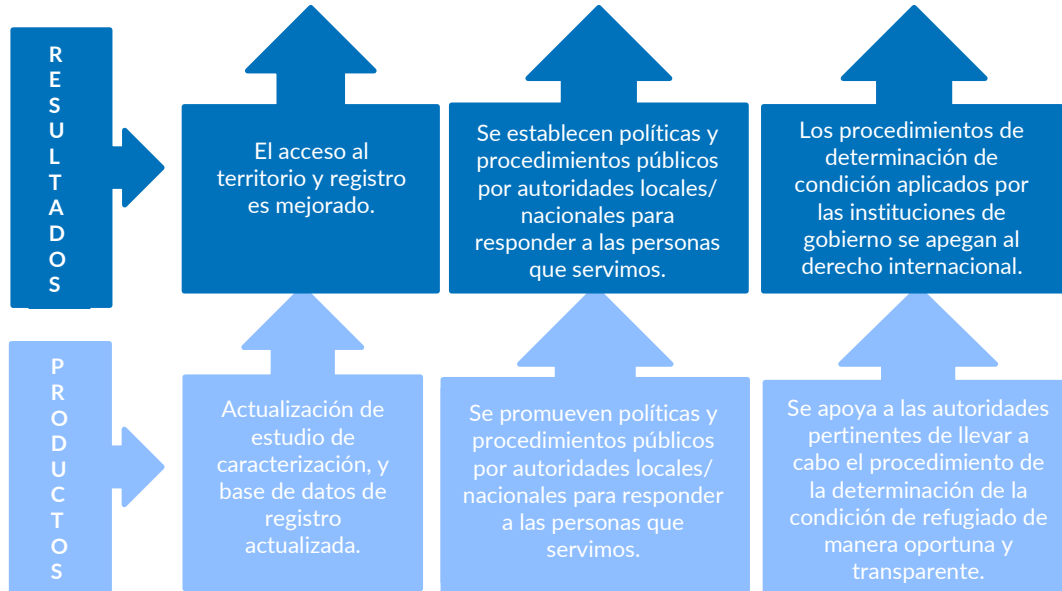 RESULTADOS
El acceso al
territorio y registro
es mejorado.
Se establecen políticas y
procedimientos públicos
por autoridades locales/
nacionales para
responder a las personas
que servimos.
Los procedimientos de
determinación de
condición aplicados por
las instituciones de
gobierno se apegan al
derecho internacional.
PRODUCTOS
Actualización de
estudio de
caracterización, y
base de datos de
registro
actualizada.
Se promueven políticas y
procedimientos públicos
por autoridades locales/
nacionales para responder
a las personas que
servimos.
Se apoya a las autoridades
pertinentes de llevar a
cabo el procedimiento de
la determinación de la
condición de refugiado de
manera oportuna y
transparente.